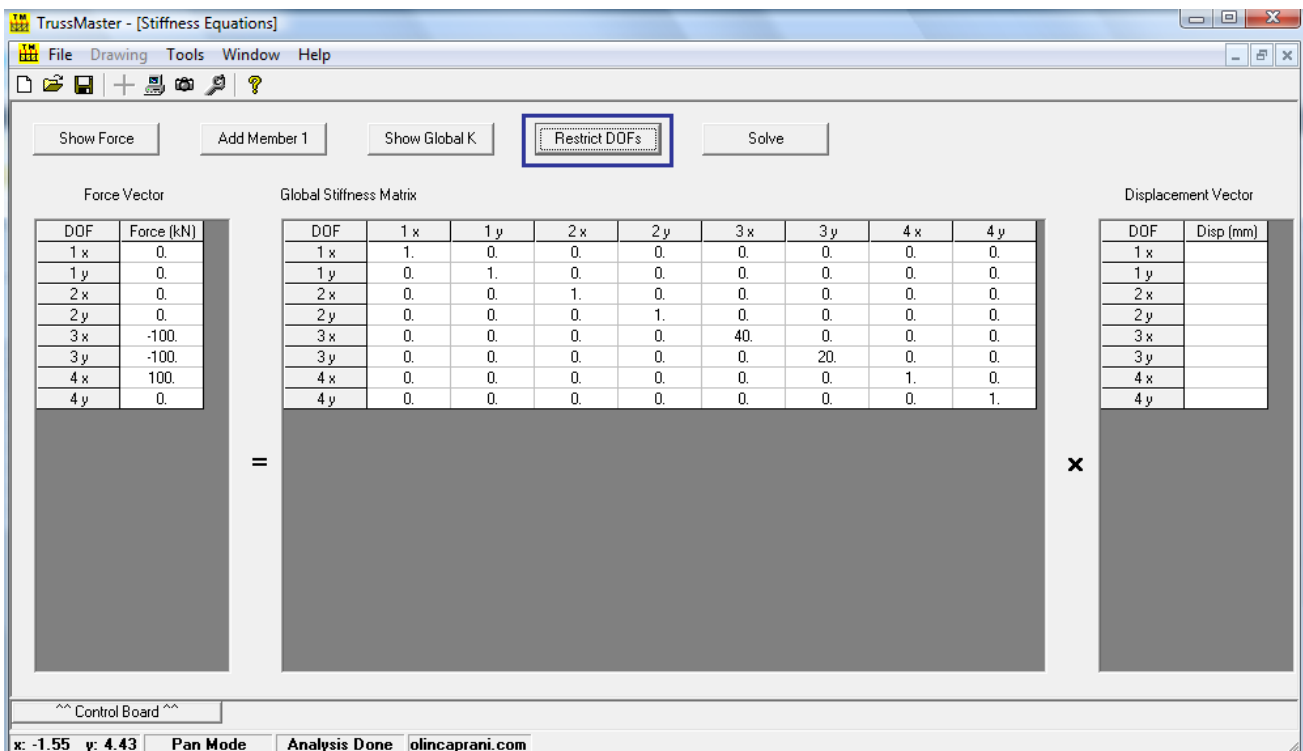 TrussMaster - [Stiffness Equations]
File Drawing Tools Window Help
Show Force Add Member 1 Show Global K Restrict DOFs Solve
Force Vector Global Stiffness Matrix Displacement Vector
DOF Force (kN) DOF 1 x 1 y 2 x 2 y 3 x 3 y 4 x 4 y DOF Disp (mm)
1 x 0. 1 x 1. 0. 0. 0. 0. 0. 0. 0. 1 x
1 y 0. 1 y 0. 1. 0. 0. 0. 0. 0. 0. 1 y
2 x 0. 2 x 0. 0. 1. 0. 0. 0. 0. 0. 2 x
2 y 0. 2 y 0. 0. 0. 1. 0. 0. 0. 0. 2 y
3 x -100. 3 x 0. 0. 0. 0. 40. 0. 0. 0. 3 x
3 y -100. 3 y 0. 0. 0. 0. 0. 20. 0. 0. 3 y
4 x 100. 4 x 0. 0. 0. 0. 0. 0. 1. 0. 4 x
4 y 0. 4 y 0. 0. 0. 0. 0. 0. 0. 1. 4 y
= x
^^ Control Board ^^
x: -1.55 y: 4.43 Pan Mode Analysis Done olincaprani.com